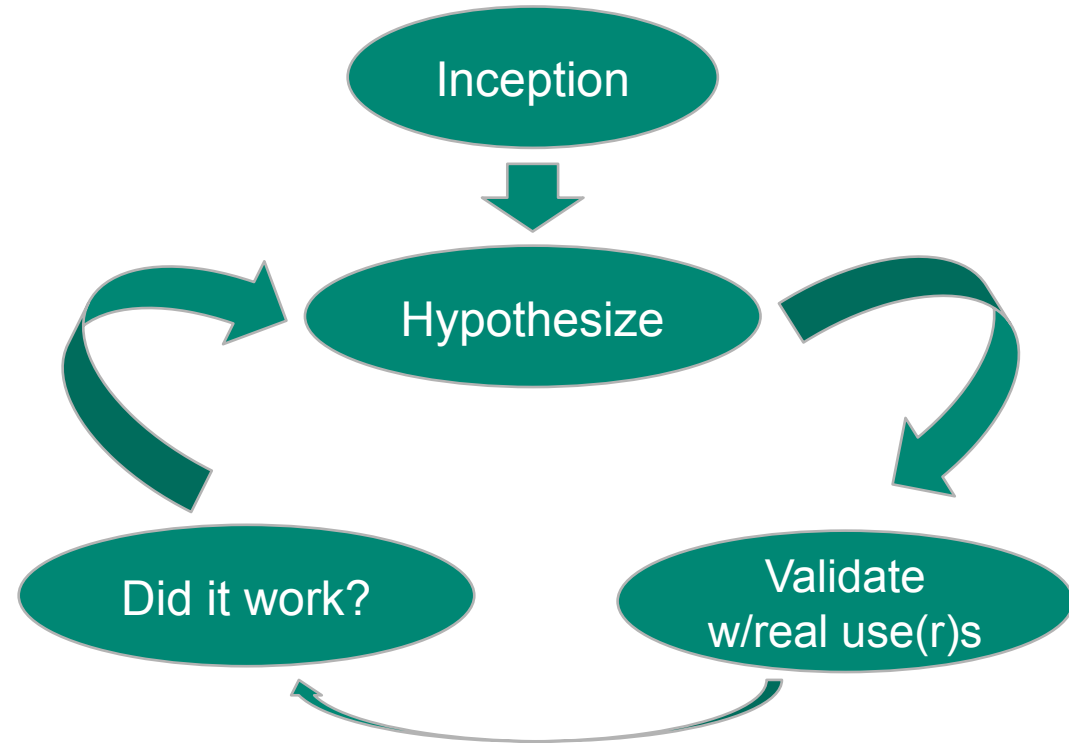 Inception
Hypothesize
Did it work?
Validate
w/real use(r)s